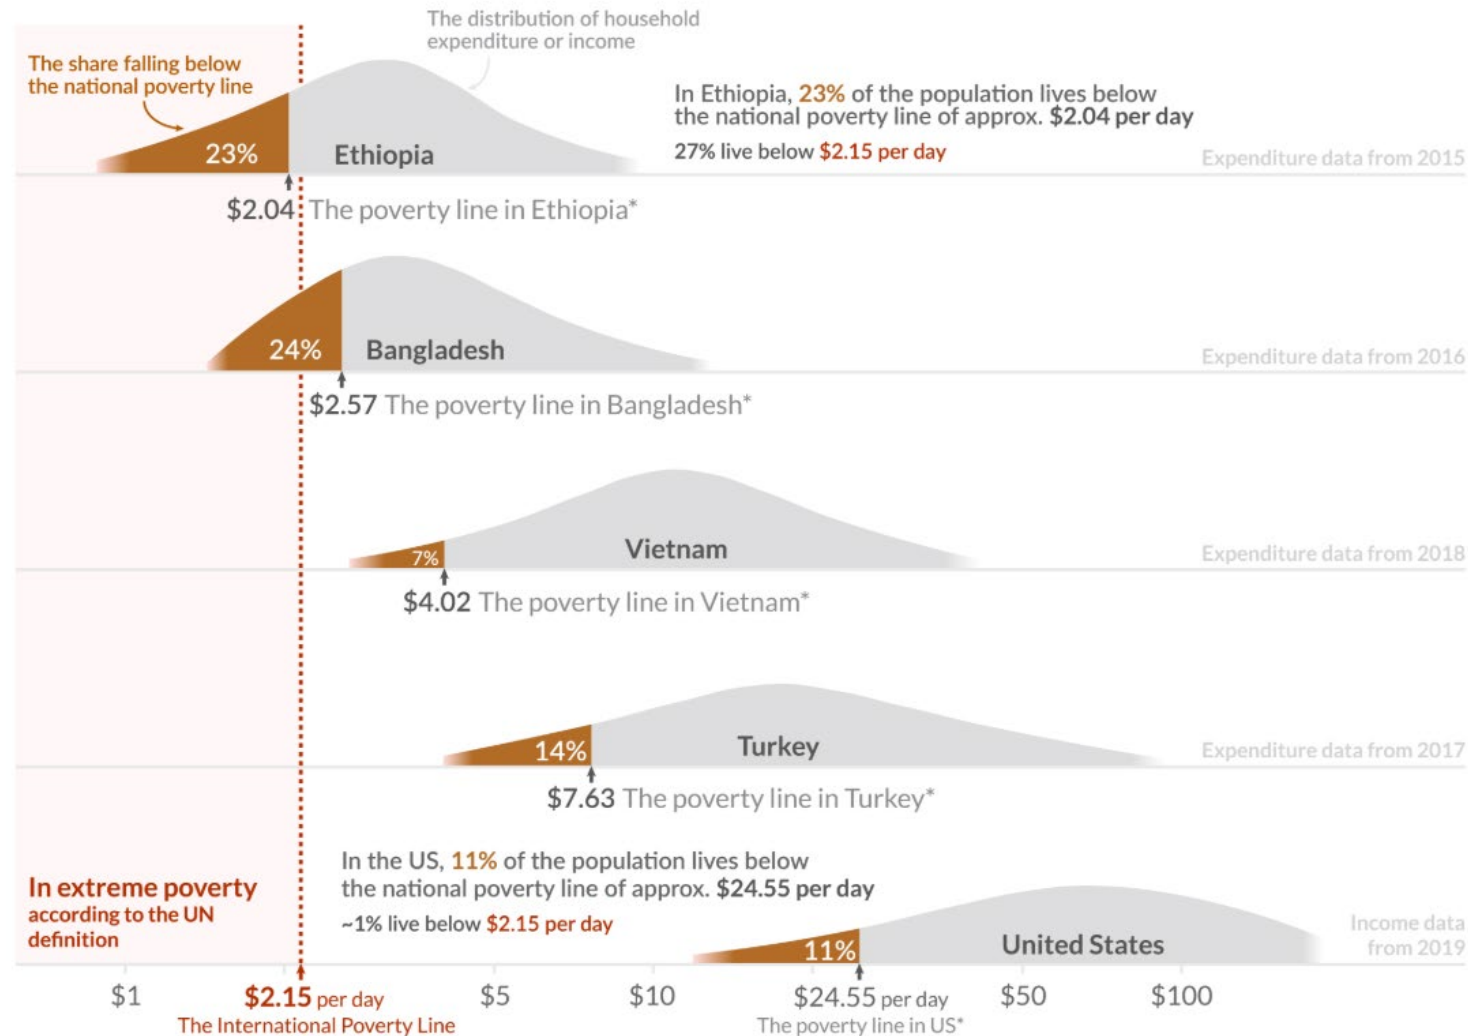 The distribution of household
expenditure or income
The share falling below
the national poverty line
In Ethiopia, 23% of the population lives below
the national poverty line of approx. $2.04 per day
27% live below $2.15 per day
23%
Ethiopia
Expenditure data from 2015
$2.04 The poverty line in Ethiopia*
24%
Bangladesh
Expenditure data from 2016
$2.57 The poverty line in Bangladesh*
7%
Vietnam
Expenditure data from 2018
$4.02 The poverty line in Vietnam*
14%
Turkey
Expenditure data from 2017
$7.63 The poverty line in Turkey*
In the US, 11% of the population lives below
the national poverty line of approx. $24.55 per day
~1% live below $2.15 per day
In extreme poverty
according to the UN
definition
11%
United States
Income data
from 2019
$1
$2.15 per day
The International Poverty Line
$5
$10
$24.55 per day
The poverty line in US*
$50
$100